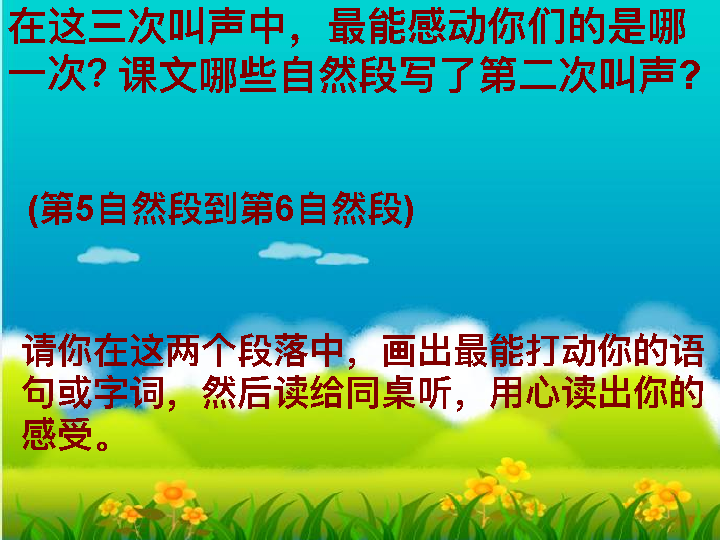 在这三次叫声中，最能感动你们的是哪
一次？课文哪些自然段写了第二次叫声？
(第5自然段到第6自然段)
请你在这两个段落中，画出最能打动你的语
句或字词，然后读给同桌听，用心读出你的
感受。